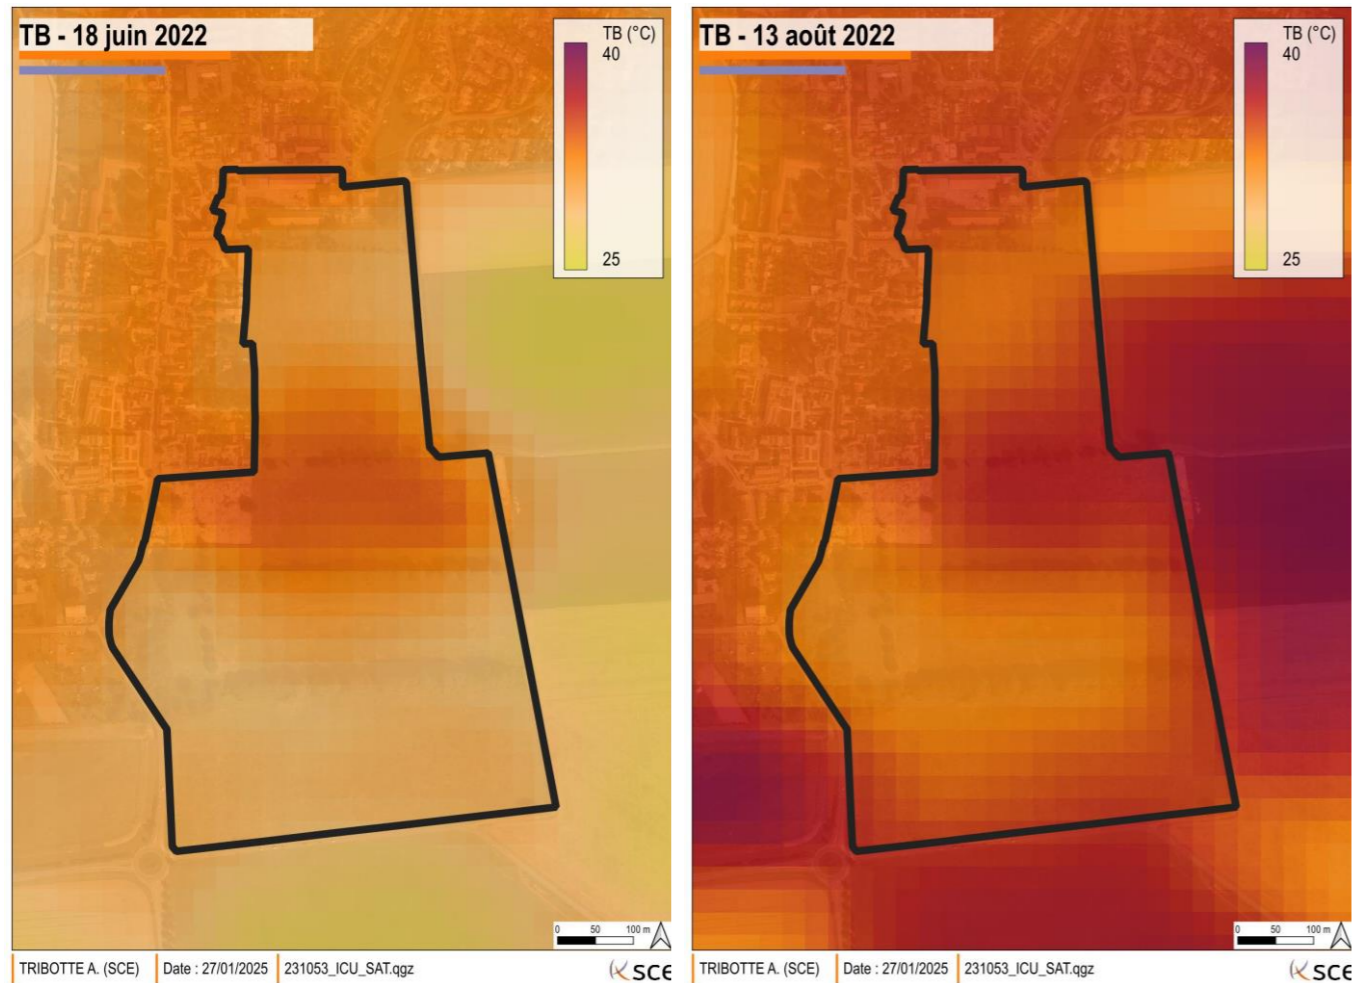 TB - 18 juin 2022
TB (°C)
40
25
0 50 100 m
TRIBOTTE A. (SCE) Date : 27/01/2025 231053_ICU_SAT.qgz
sce
TB - 13 août 2022
TB (°C)
40
25
0 50 100 m
TRIBOTTE A. (SCE) Date : 27/01/2025 231053_ICU_SAT.qgz
sce